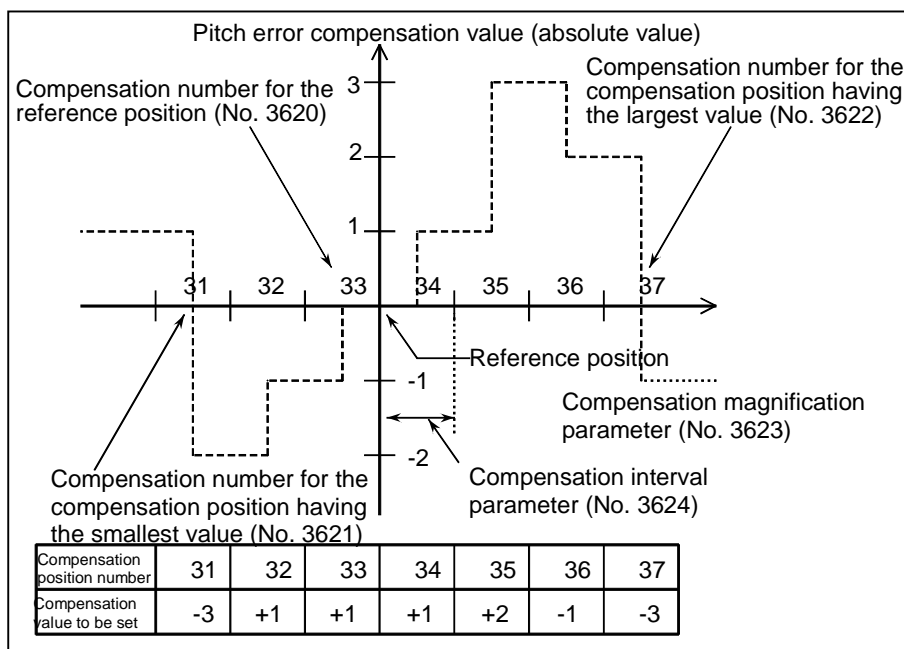 Pitch error compensation value (absolute value)
Compensation number for the
reference position (No. 3620)
Compensation number for the
compensation position having
the largest value (No. 3622)
3
2
1
31 32 33 34 35 36 37
Reference position
-1
-2
Compensation magnification
parameter (No. 3623)
Compensation interval
parameter (No. 3624)
Compensation number for the
compensation position having
the smallest value (No. 3621)
Compensation
position number 31 32 33 34 35 36 37
Compensation
value to be set -3 +1 +1 +1 +2 -1 -3